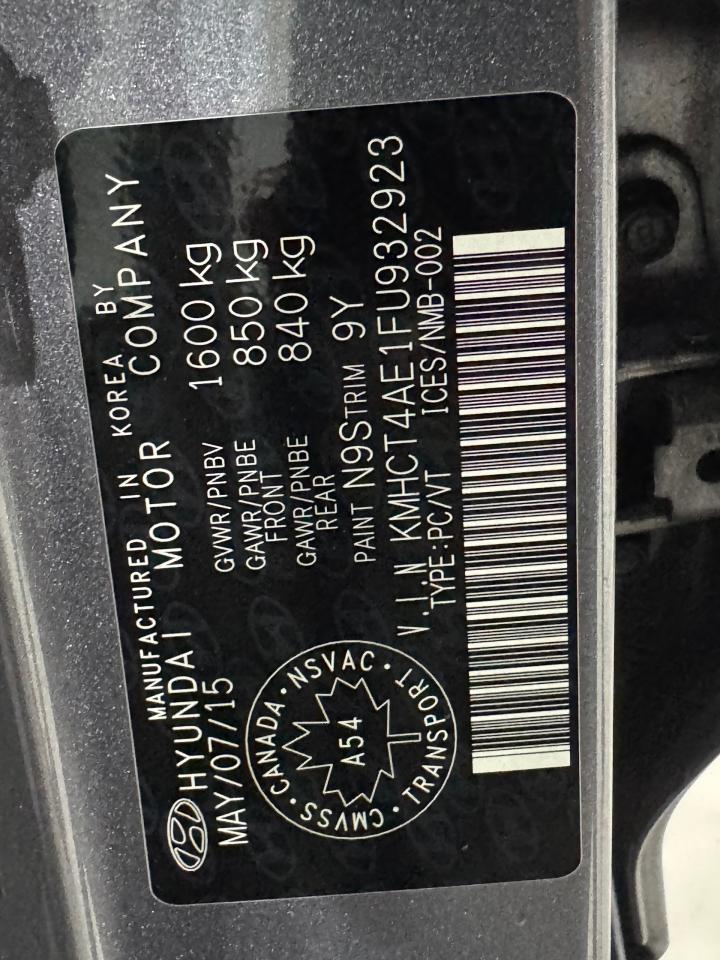 MANUFACTURED IN KOREA BY
HYUNDAI MOTOR COMPANY
MAY/07/15
GVWR/PNBV 1600 kg
GAWR/PNBE FRONT 850 kg
GAWR/PNBE REAR 840 kg
PAINT N9S TRIM 9Y
V.I.N KMHCT4AE1FU932923
TYPE:PC/VT ICES/NMB-002
CANADA · NSVAC · TRANSPORT · CMVSS ·
A54